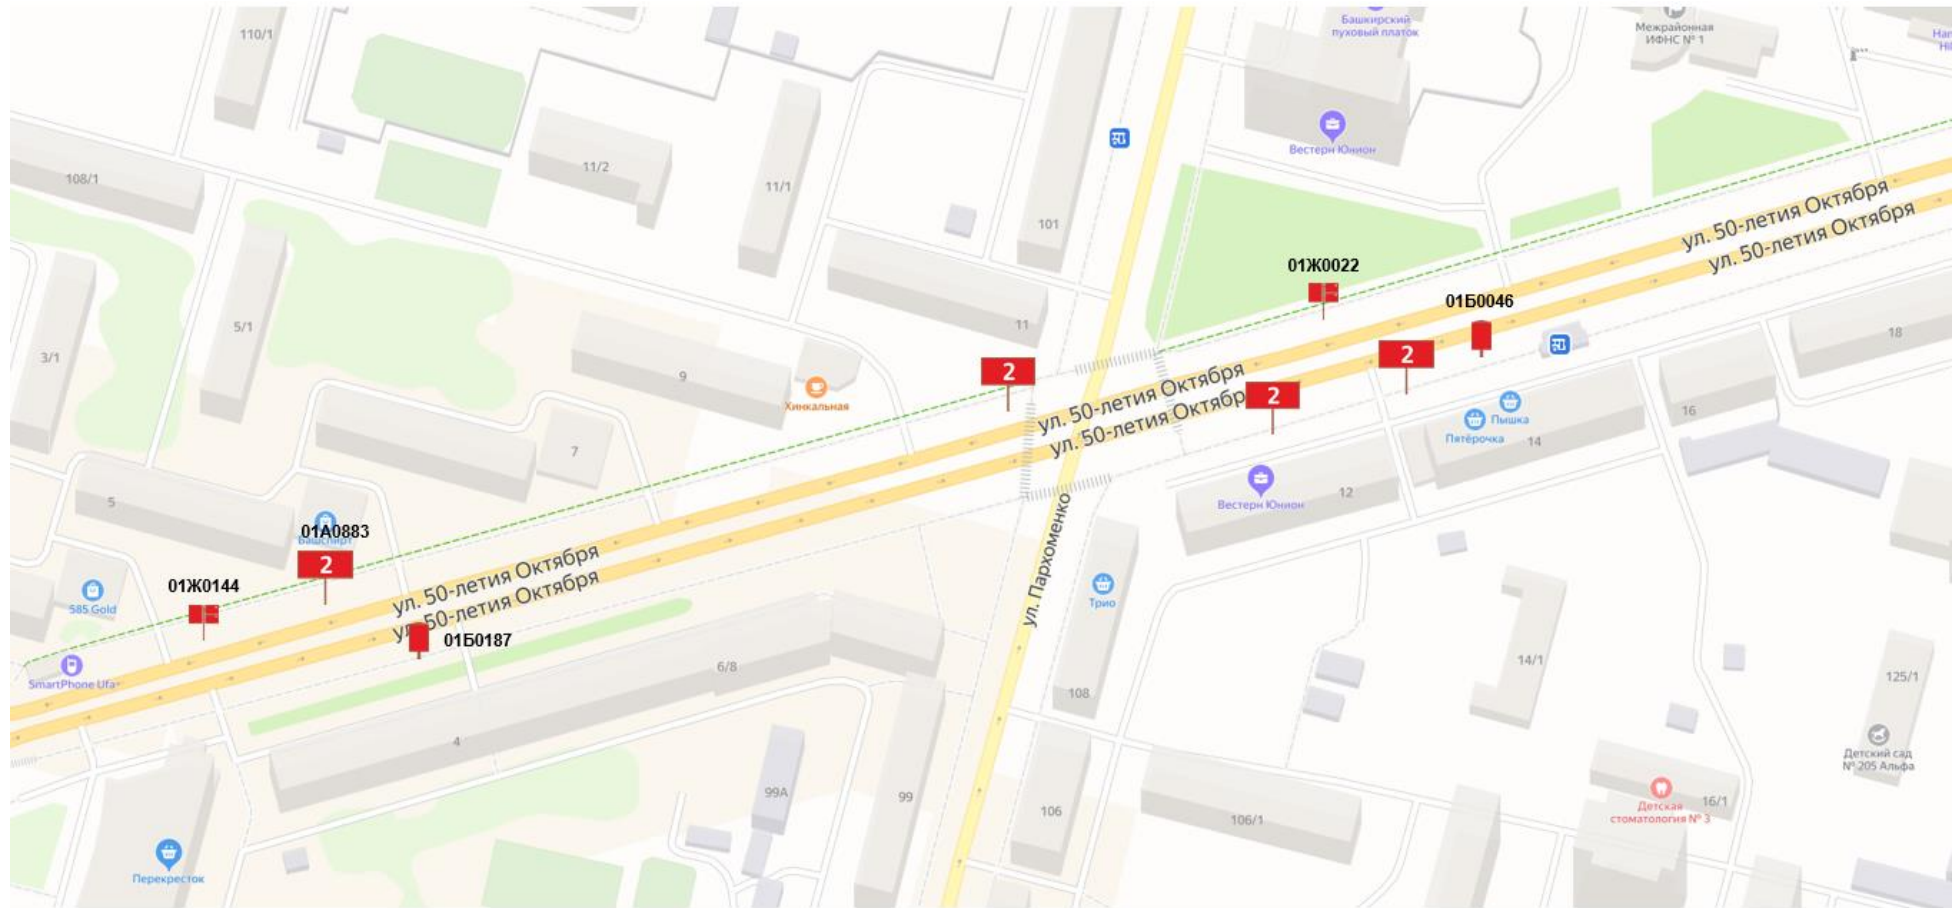 110/1
Башкирский
пуховый платок
Межрайонная
ИФНС № 1
Вестерн Юнион
11/2
108/1
11/1
101
ул. 50-летия Октября
ул. 50-летия Октября
01Ж0022
01Б0046
5/1
3/1
11
18
2
2
2
9
Хинкальная
ул. 50-летия Октября
ул. 50-летия Октябр
Пышка
Пятёрочка
16
14
7
12
Вестерн Юнион
5
01А0883
Башспирт
2
ул. Пархоменко
01Ж0144
585 Gold
ул. 50-летия Октября
ул. 50-летия Октября
01Б0187
Трио
SmartPhone Ufa
6/8
14/1
125/1
108
4
Детский сад
№ 205 Альфа
99А
99
106
106/1
16/1
Детская
стоматология № 3
Перекресток